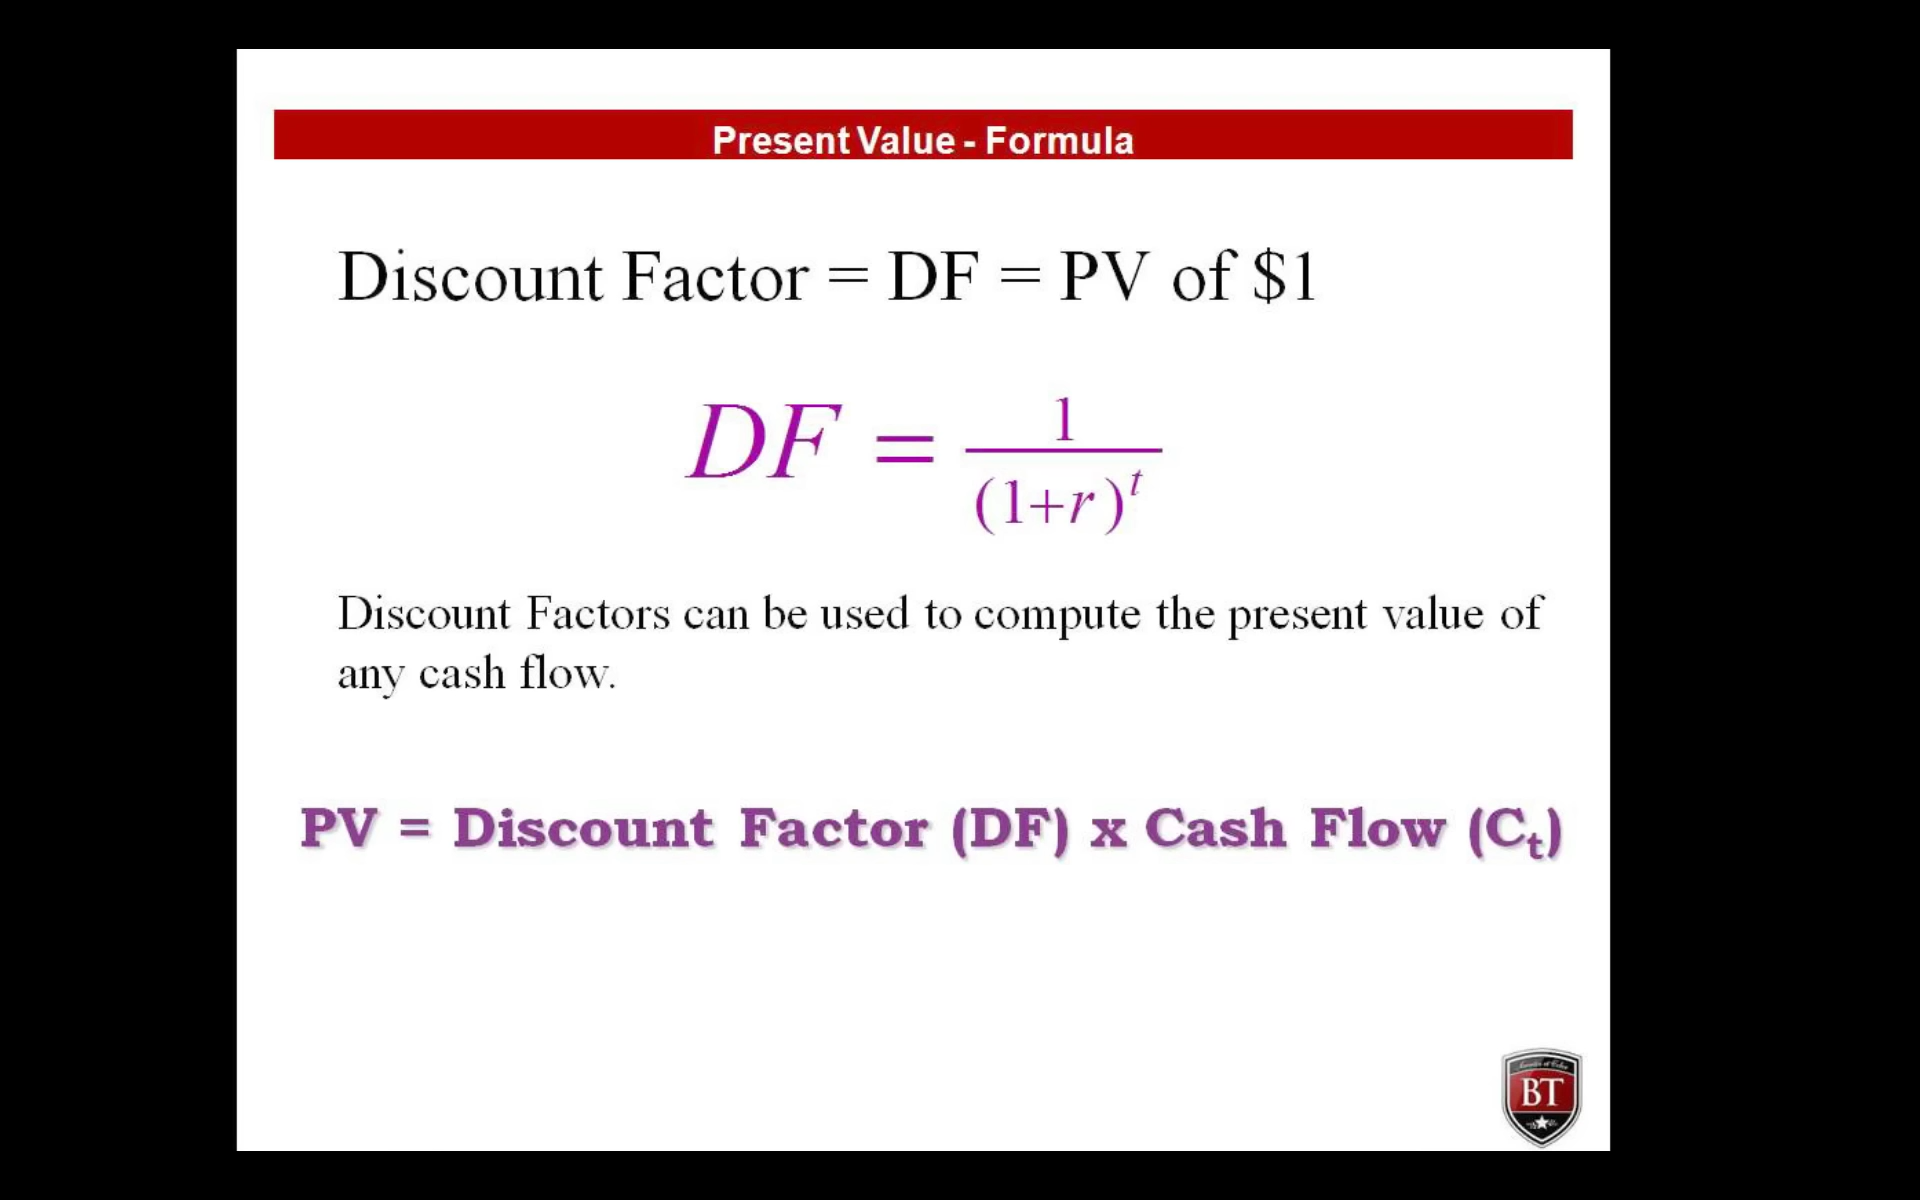 Present Value - Formula
Discount Factor = DF = PV of $1
DF = 1 / (1+r)^t
Discount Factors can be used to compute the present value of
any cash flow.
PV = Discount Factor (DF) x Cash Flow (Ct)
BT